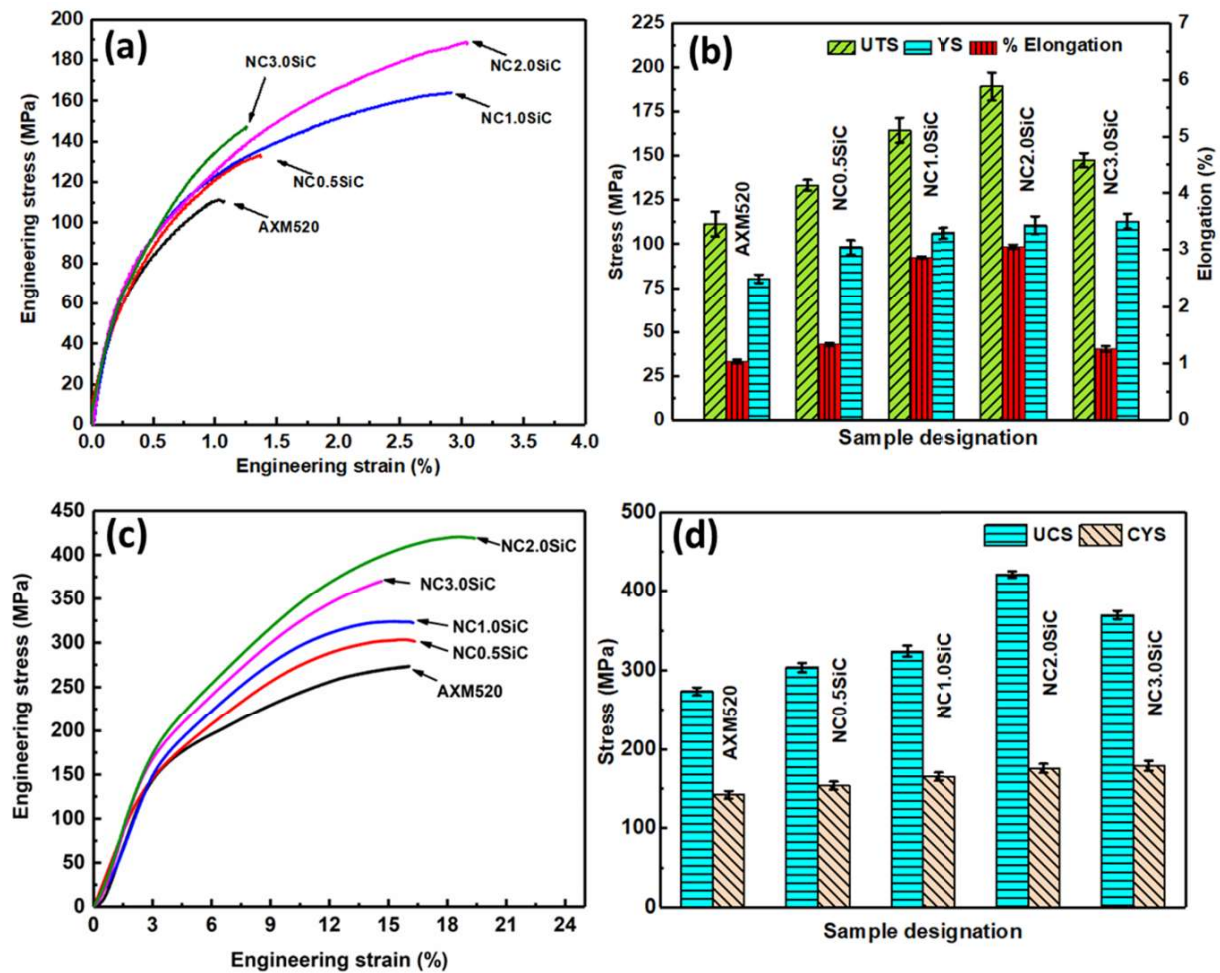 (a)
200
180
160
140
120
100
80
60
40
20
0
Engineering stress (MPa)
NC3.0SiC
NC2.0SiC
NC1.0SiC
NC0.5SiC
AXM520
0.0 0.5 1.0 1.5 2.0 2.5 3.0 3.5 4.0
Engineering strain (%)
(b)
UTS YS % Elongation
225
200
175
150
125
100
75
50
25
0
Stress (MPa)
AXM520
NC0.5SiC
NC1.0SiC
NC2.0SiC
NC3.0SiC
7
6
5
4
3
2
1
0
Elongation (%)
Sample designation
(c)
450
400
350
300
250
200
150
100
50
0
Engineering stress (MPa)
NC2.0SiC
NC3.0SiC
NC1.0SiC
NC0.5SiC
AXM520
0 3 6 9 12 15 18 21 24
Engineering strain (%)
(d)
UCS CYS
500
400
300
200
100
0
Stress (MPa)
AXM520
NC0.5SiC
NC1.0SiC
NC2.0SiC
NC3.0SiC
Sample designation